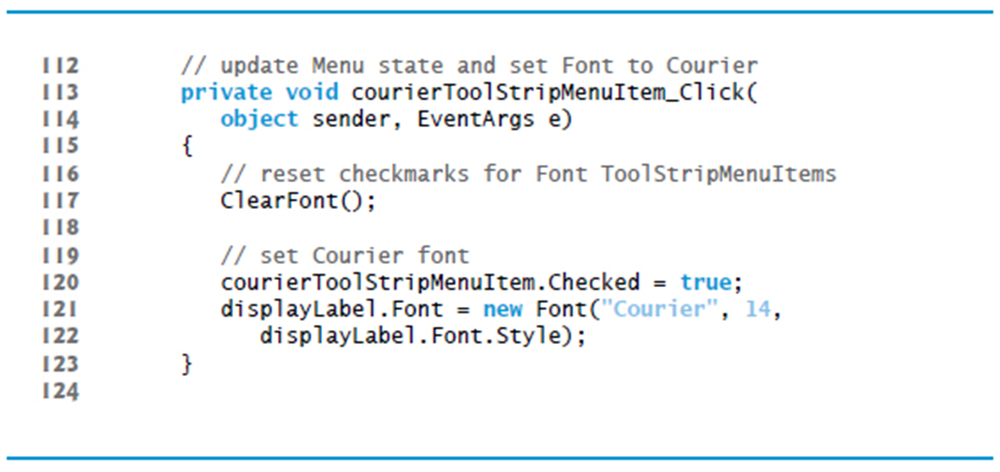 112 // update Menu state and set Font to Courier
113 private void courierToolStripMenuItem_Click(
114 object sender, EventArgs e)
115 {
116 // reset checkmarks for Font ToolStripMenuItems
117 ClearFont();
118
119 // set Courier font
120 courierToolStripMenuItem.Checked = true;
121 displayLabel.Font = new Font("Courier", 14,
122 displayLabel.Font.Style);
123 }
124